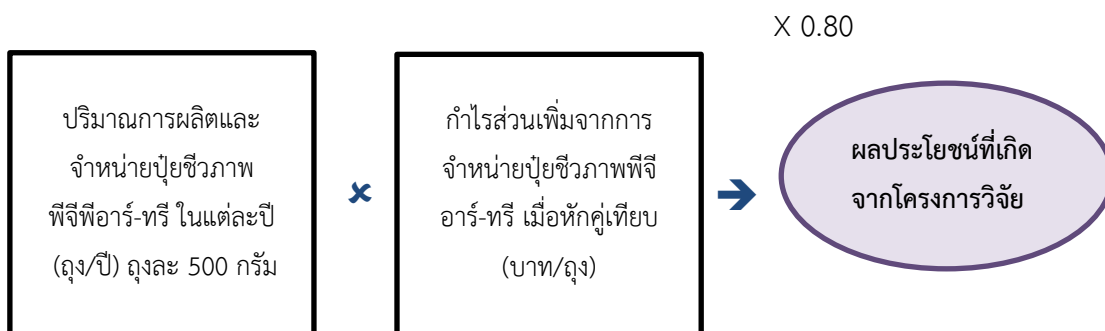 X 0.80
ปริมาณการผลิตและ
จำหน่ายปุ๋ยชีวภาพ
พีจีพีอาร์-ทรี ในแต่ละปี
(ถุง/ปี) ถุงละ 500 กรัม
กำไรส่วนเพิ่มจากการ
จำหน่ายปุ๋ยชีวภาพพีจี
อาร์-ทรี เมื่อหักคู่เทียบ
(บาท/ถุง)
ผลประโยชน์ที่เกิด
จากโครงการวิจัย